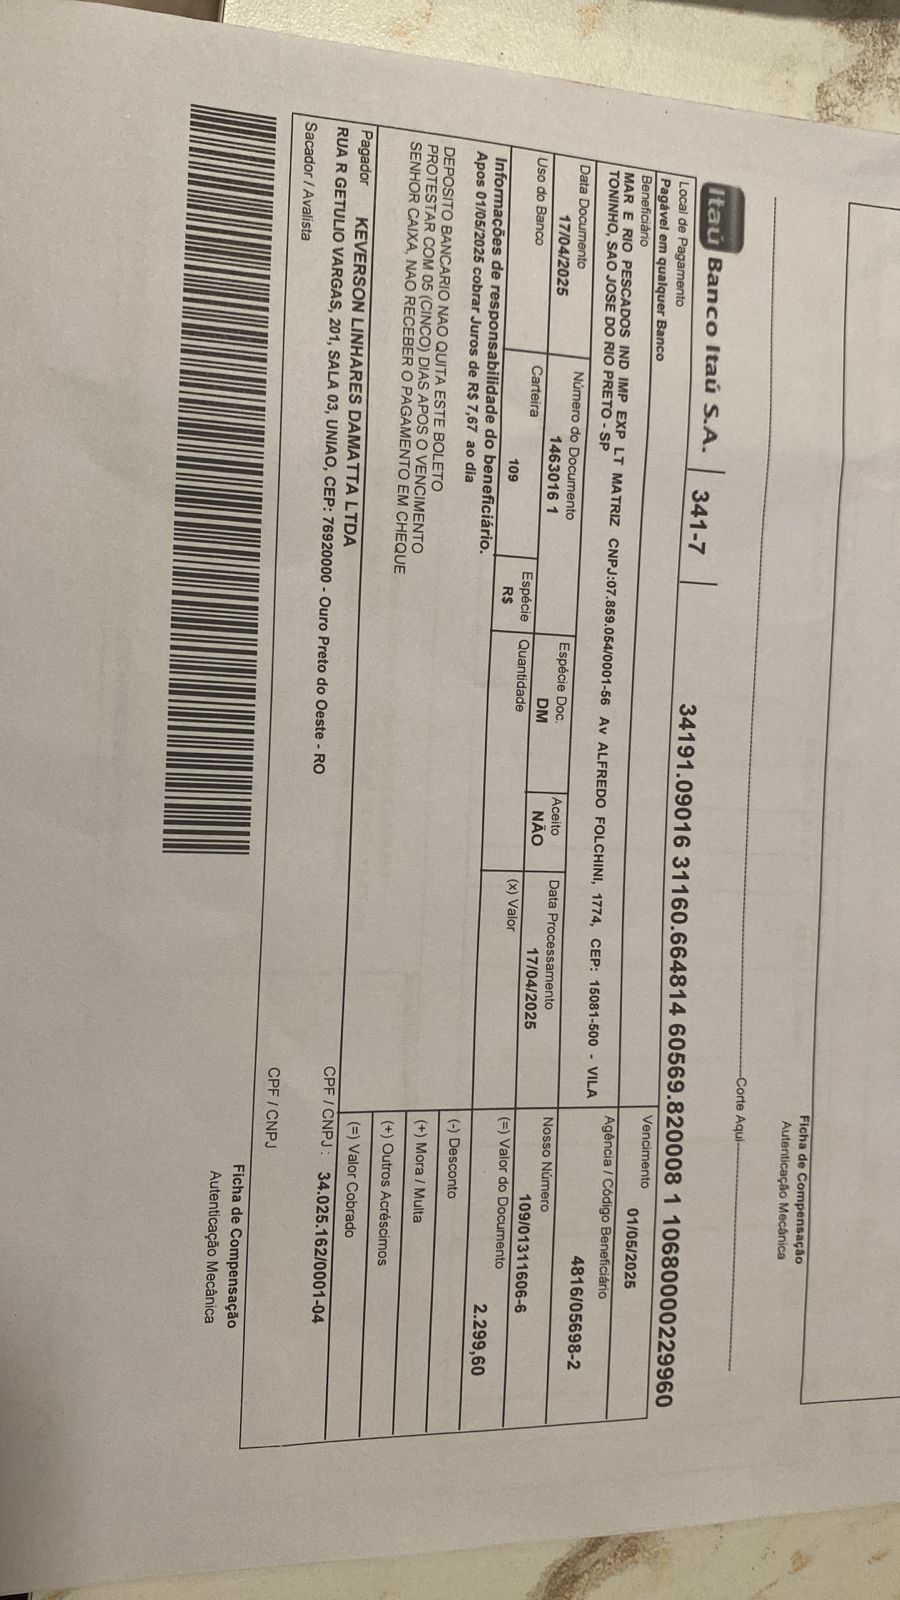 Ficha de Compensação
Autenticação Mecânica
Corte Aqui
Itaú Banco Itaú S.A. 341-7 34191.09016 31160.664814 60569.820008 1 10680000229960
Local de Pagamento
Pagável em qualquer Banco
Vencimento
01/05/2025
Beneficiário
MAR E RIO PESCADOS IND IMP EXP LT MATRIZ CNPJ:07.859.054/0001-56 Av ALFREDO FOLCHINI, 1774, CEP: 15081-500 - VILA
TONINHO, SAO JOSE DO RIO PRETO - SP
Agência / Código Beneficiário
4816/05698-2
Data Documento
17/04/2025
Número do Documento
1463016 1
Espécie Doc.
DM
Aceito
NÃO
Data Processamento
17/04/2025
Nosso Número
109/01311606-6
Uso do Banco
Carteira
109
Espécie
R$
Quantidade
(x) Valor
(=) Valor do Documento
2.299,60
Informações de responsabilidade do beneficiário.
Apos 01/05/2025 cobrar Juros de R$ 7,67 ao dia
DEPOSITO BANCARIO NAO QUITA ESTE BOLETO
PROTESTAR COM 05 (CINCO) DIAS APOS O VENCIMENTO
SENHOR CAIXA, NAO RECEBER O PAGAMENTO EM CHEQUE
(-) Desconto
(+) Mora / Multa
(+) Outros Acréscimos
(=) Valor Cobrado
Pagador KEVERSON LINHARES DAMATTA LTDA
RUA R GETULIO VARGAS, 201, SALA 03, UNIAO, CEP: 76920000 - Ouro Preto do Oeste - RO
CPF / CNPJ : 34.025.162/0001-04
Sacador / Avalista
CPF / CNPJ
Ficha de Compensação
Autenticação Mecânica